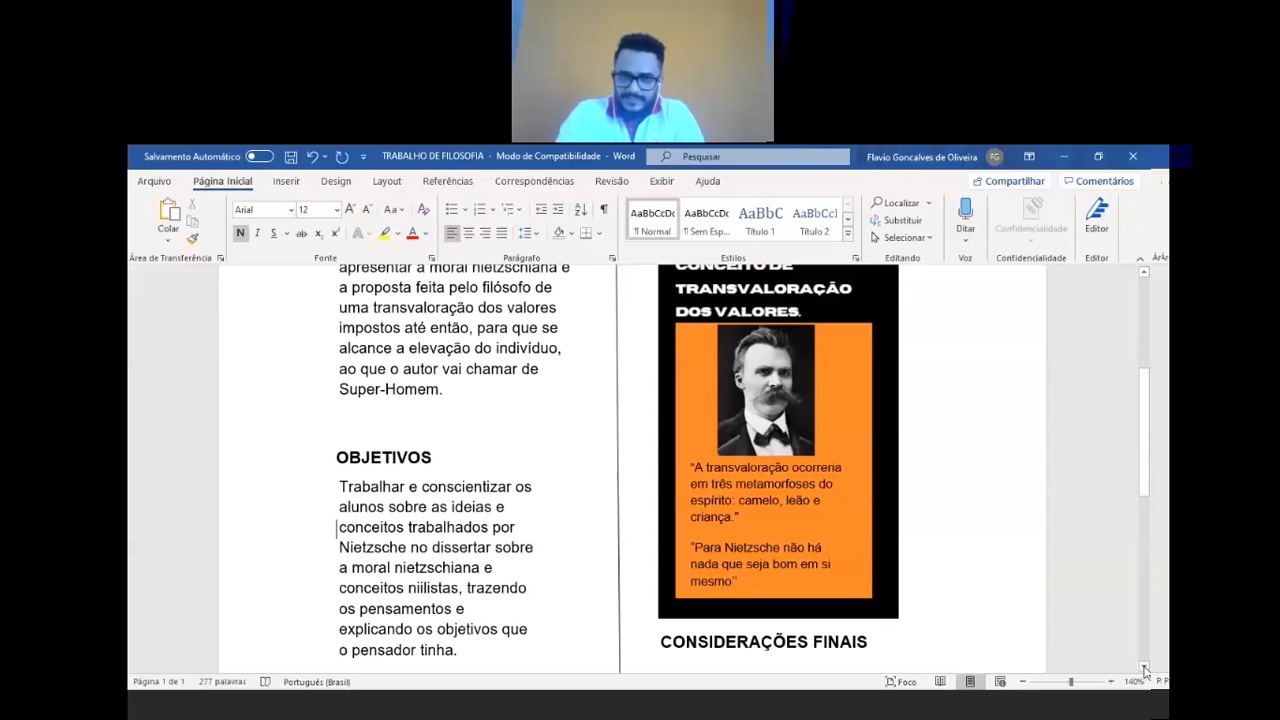 Salvamento Automático
TRABALHO DE FILOSOFIA - Modo de Compatibilidade - Word
Pesquisar
Flavio Goncalves de Oliveira
FG
Arquivo
Página Inicial
Inserir
Design
Layout
Referências
Correspondências
Revisão
Exibir
Ajuda
Compartilhar
Comentários
Colar
Arial
12
Aa
N I S ab x₂ x²
AaBbCcDc
AaBbCcDc
AaBbC
AaBbCcI
¶ Normal
¶ Sem Esp...
Título 1
Título 2
Localizar
Substituir
Selecionar
Ditar
Confidencialidade
Editor
Área de Transferência
Fonte
Parágrafo
Estilos
Editando
Voz
Confidencialidade
Editor
apresentar a moral nietzschiana e
a proposta feita pelo filósofo de
uma transvaloração dos valores
impostos até então, para que se
alcance a elevação do indivíduo,
ao que o autor vai chamar de
Super-Homem.
OBJETIVOS
Trabalhar e conscientizar os
alunos sobre as ideias e
conceitos trabalhados por
Nietzsche no dissertar sobre
a moral nietzschiana e
conceitos niilistas, trazendo
os pensamentos e
explicando os objetivos que
o pensador tinha.
CONCEITO DE
TRANSVALORAÇÃO
DOS VALORES.
"A transvaloração ocorreria
em três metamorfoses do
espírito: camelo, leão e
criança."
"Para Nietzsche não há
nada que seja bom em si
mesmo"
CONSIDERAÇÕES FINAIS
Página 1 de 1
277 palavras
Português (Brasil)
Foco
140%